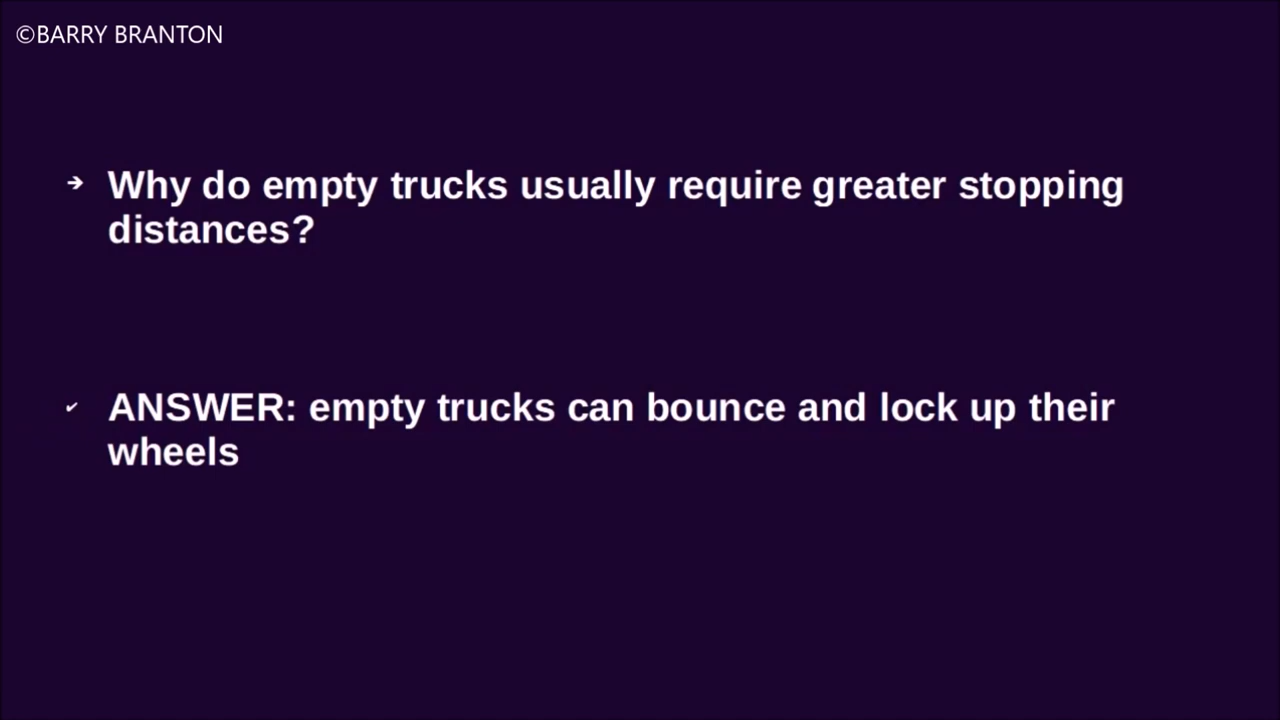 ©BARRY BRANTON
➔ Why do empty trucks usually require greater stopping
distances?
✔ ANSWER: empty trucks can bounce and lock up their
wheels